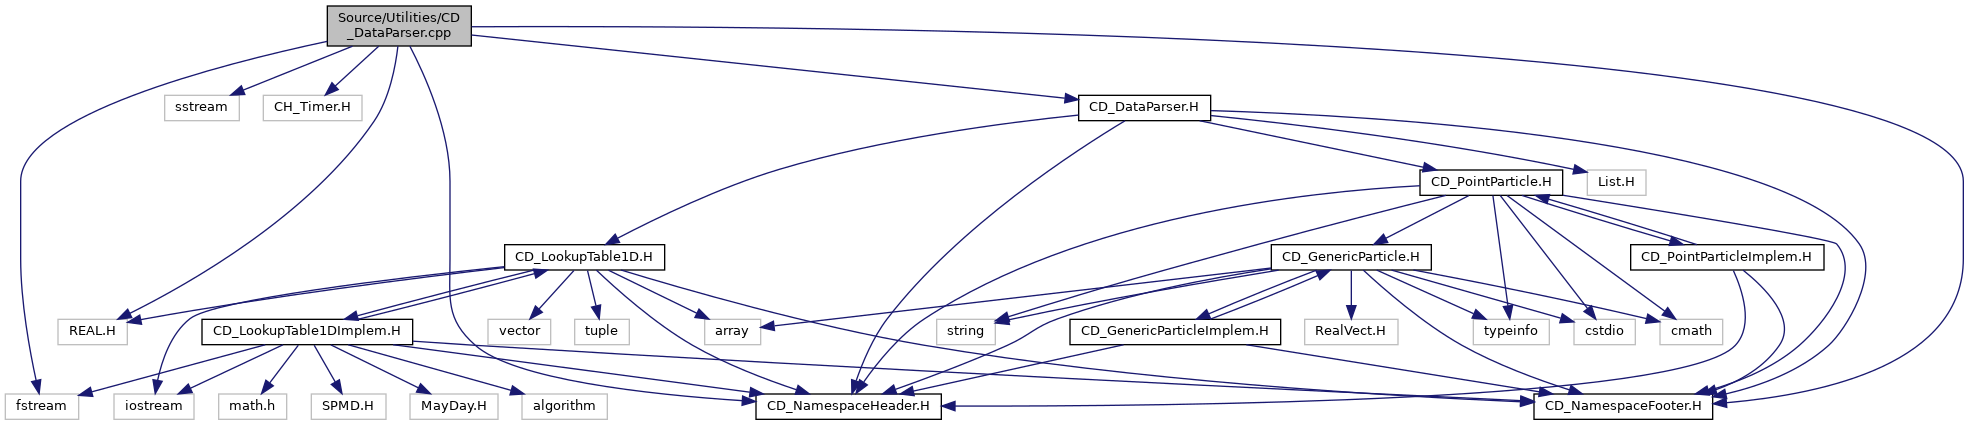 Source/Utilities/CD
_DataParser.cpp
sstream
CH_Timer.H
CD_DataParser.H
CD_PointParticle.H
List.H
CD_LookupTable1D.H
CD_GenericParticle.H
CD_PointParticleImplem.H
REAL.H
CD_LookupTable1DImplem.H
vector
tuple
array
string
CD_GenericParticleImplem.H
RealVect.H
typeinfo
cstdio
cmath
fstream
iostream
math.h
SPMD.H
MayDay.H
algorithm
CD_NamespaceHeader.H
CD_NamespaceFooter.H